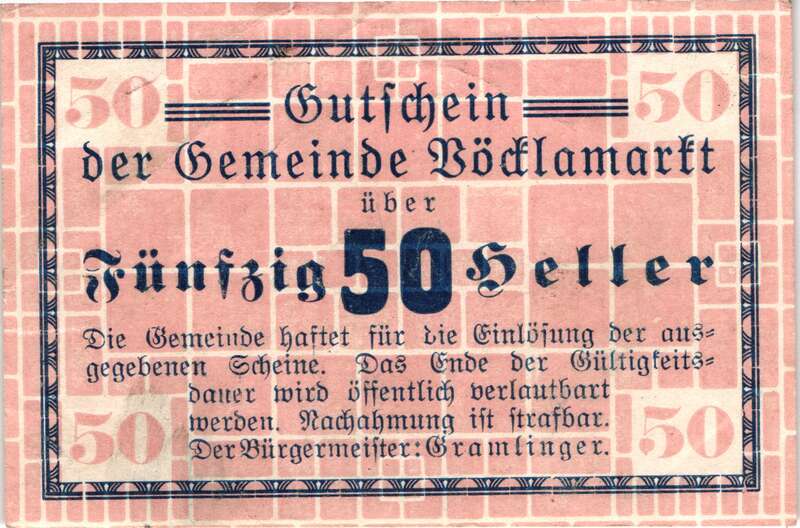 50 Gutschein 50
der Gemeinde Vöcklamarkt
über
Fünfzig 50 Heller
Die Gemeinde haftet für die Einlösung der aus=
gegebenen Scheine. Das Ende der Gültigkeits=
dauer wird öffentlich verlautbart
werden. Nachahmung ist strafbar.
Der Bürgermeister: Gramlinger.
50 50